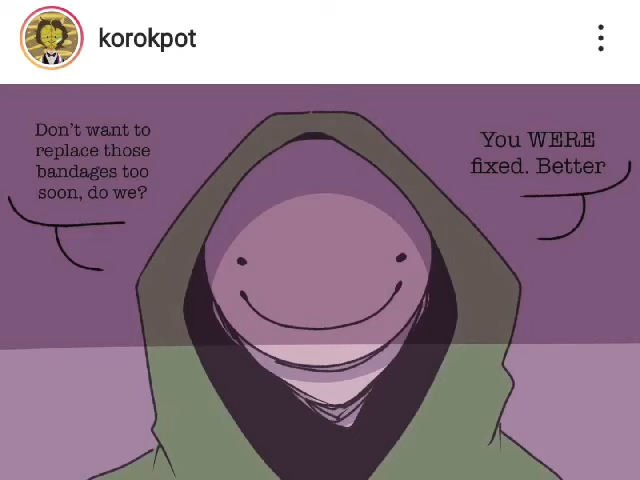 korokpot
Don't want to
replace those
bandages too
soon, do we?
You WERE
fixed. Better